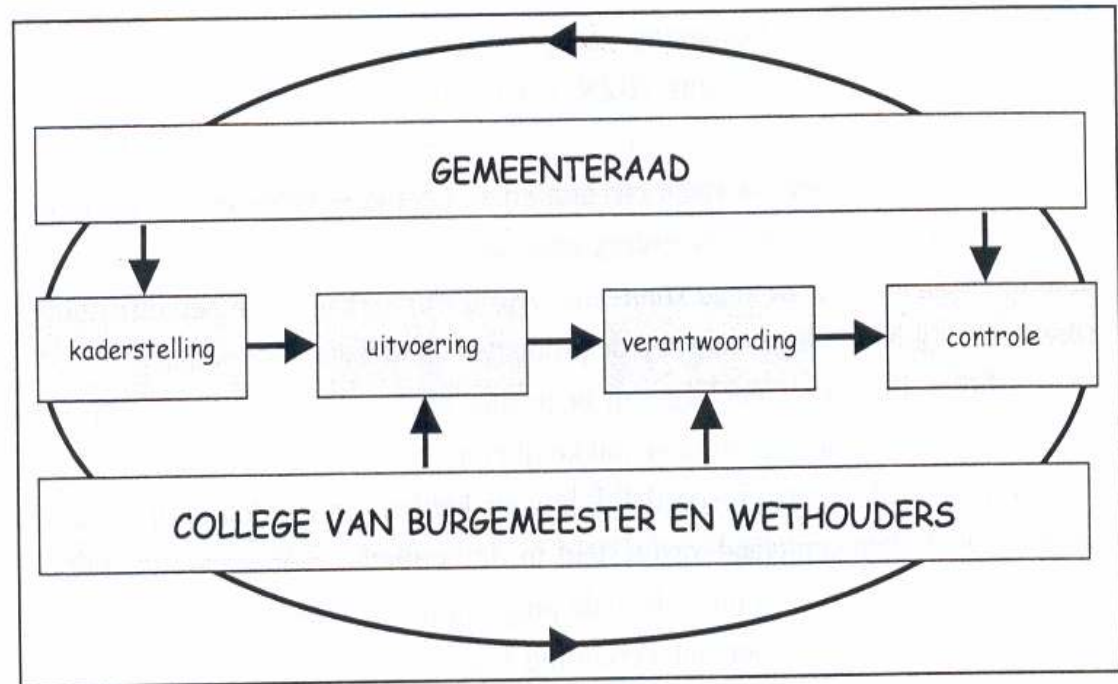 GEMEENTERAAD
kaderstelling uitvoering verantwoording controle
COLLEGE VAN BURGEMEESTER EN WETHOUDERS